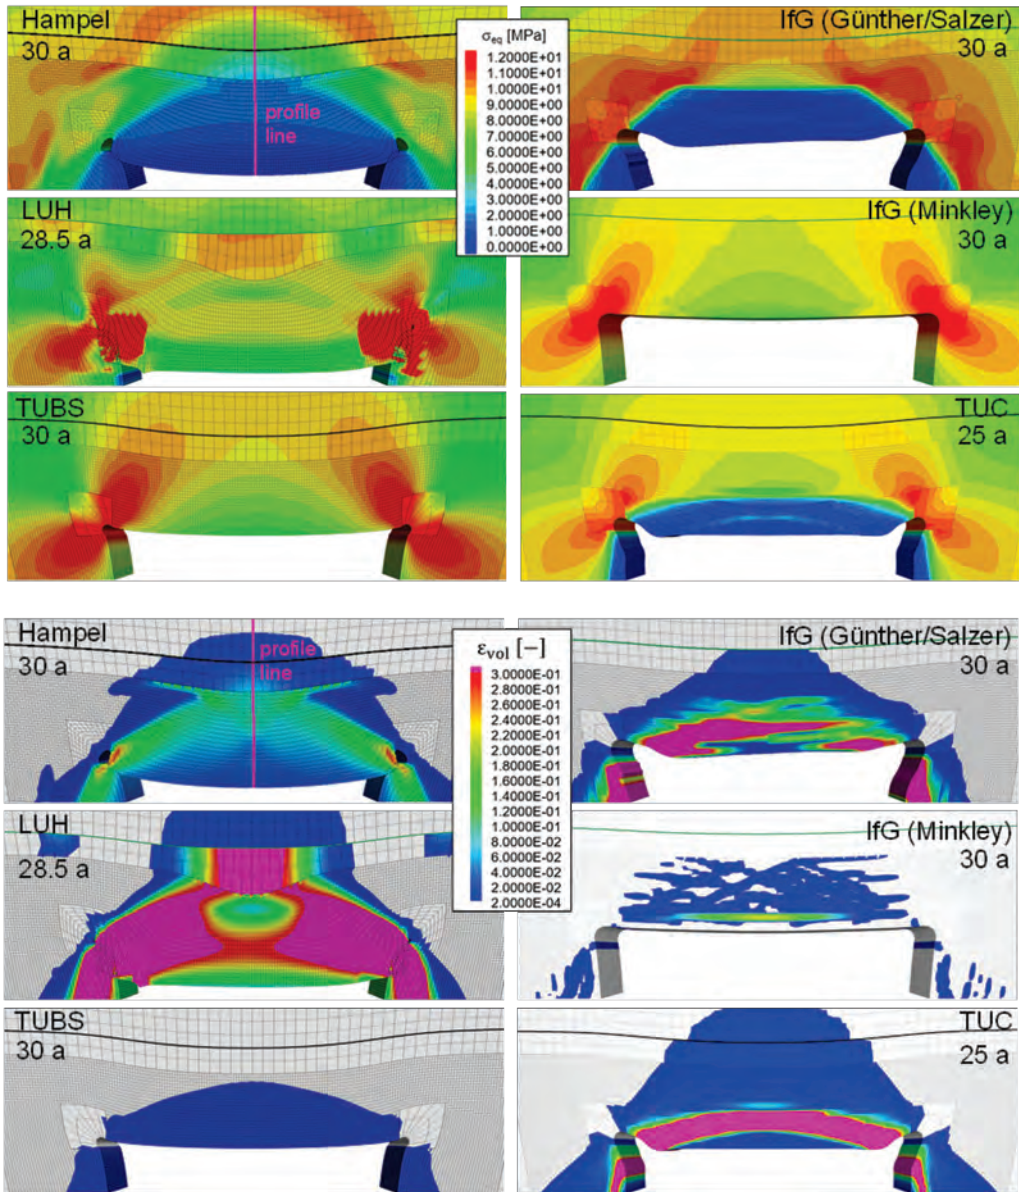 Hampel
30 a
profile
line
σeq [MPa]
1.2000E+01
1.1000E+01
1.0000E+01
9.0000E+00
8.0000E+00
7.0000E+00
6.0000E+00
5.0000E+00
4.0000E+00
3.0000E+00
2.0000E+00
1.0000E+00
0.0000E+00
IfG (Günther/Salzer)
30 a
LUH
28.5 a
IfG (Minkley)
30 a
TUBS
30 a
TUC
25 a
Hampel
30 a
profile
line
εvol [–]
3.0000E-01
2.8000E-01
2.6000E-01
2.4000E-01
2.2000E-01
2.0000E-01
1.8000E-01
1.6000E-01
1.4000E-01
1.2000E-01
1.0000E-01
8.0000E-02
6.0000E-02
4.0000E-02
2.0000E-02
2.0000E-04
IfG (Günther/Salzer)
30 a
LUH
28.5 a
IfG (Minkley)
30 a
TUBS
30 a
TUC
25 a